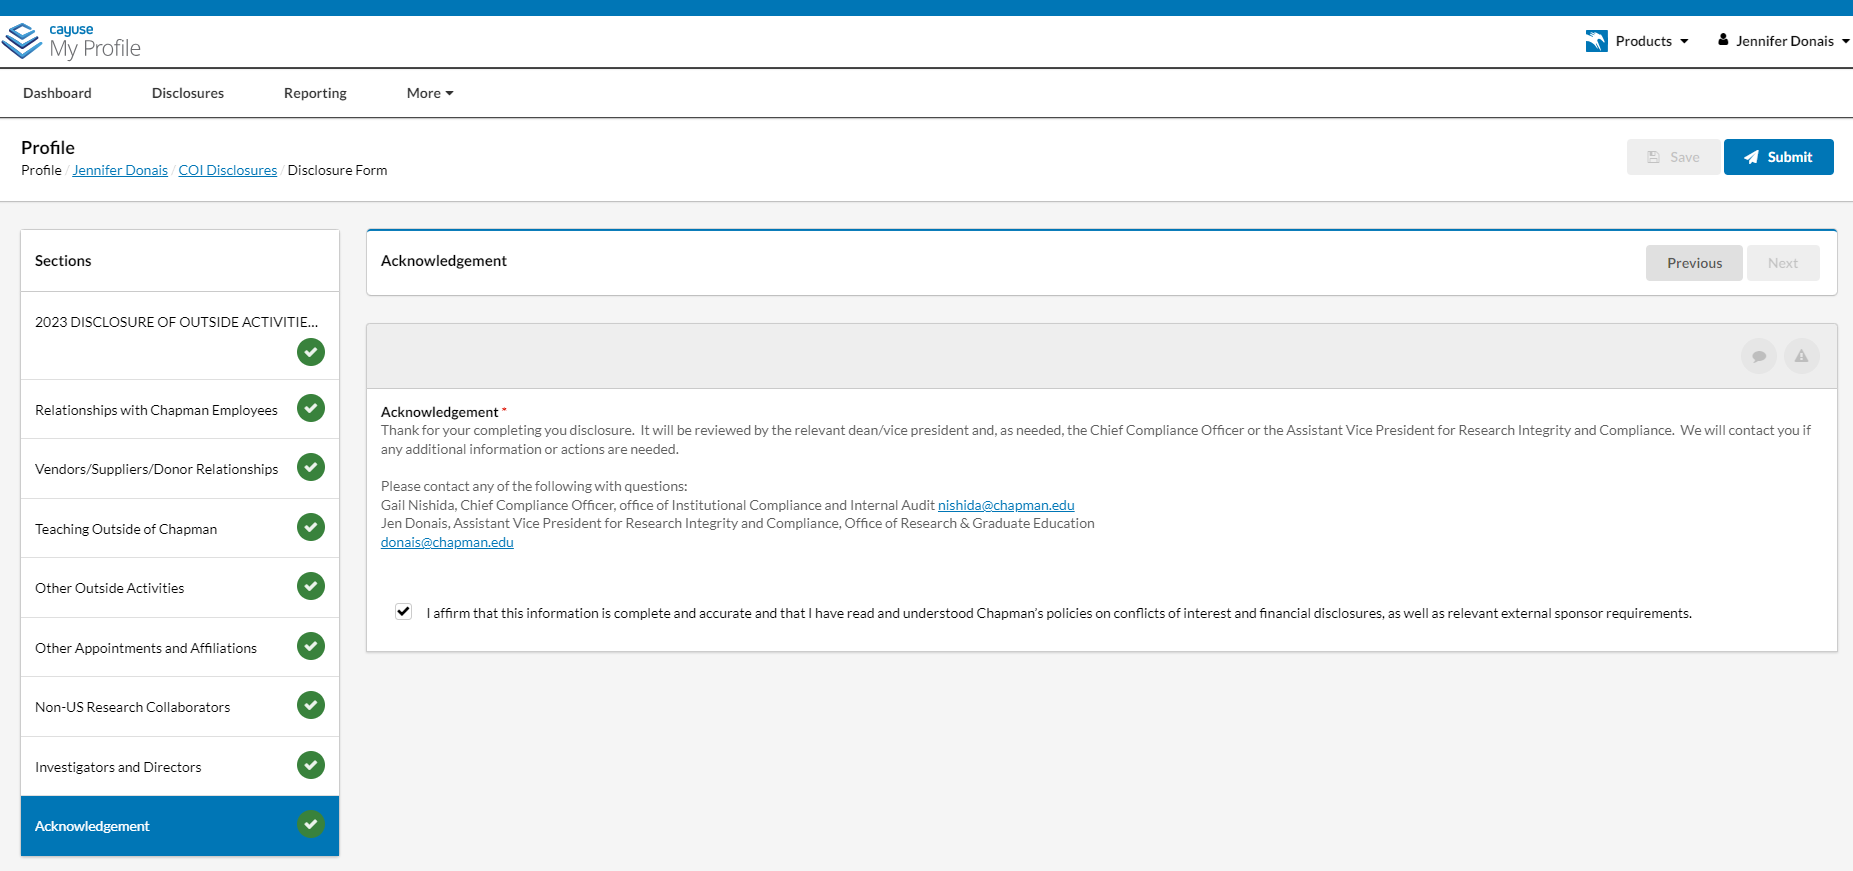 cayuse
My Profile
Products
Jennifer Donais
Dashboard
Disclosures
Reporting
More
Profile
Profile / Jennifer Donais / COI Disclosures / Disclosure Form
Save
Submit
Sections
2023 DISCLOSURE OF OUTSIDE ACTIVITIE...
Relationships with Chapman Employees
Vendors/Suppliers/Donor Relationships
Teaching Outside of Chapman
Other Outside Activities
Other Appointments and Affiliations
Non-US Research Collaborators
Investigators and Directors
Acknowledgement
Acknowledgement
Previous
Next
Acknowledgement *
Thank for your completing you disclosure.  It will be reviewed by the relevant dean/vice president and, as needed, the Chief Compliance Officer or the Assistant Vice President for Research Integrity and Compliance.  We will contact you if
any additional information or actions are needed.
Please contact any of the following with questions:
Gail Nishida, Chief Compliance Officer, office of Institutional Compliance and Internal Audit nishida@chapman.edu
Jen Donais, Assistant Vice President for Research Integrity and Compliance, Office of Research & Graduate Education
donais@chapman.edu
I affirm that this information is complete and accurate and that I have read and understood Chapman's policies on conflicts of interest and financial disclosures, as well as relevant external sponsor requirements.